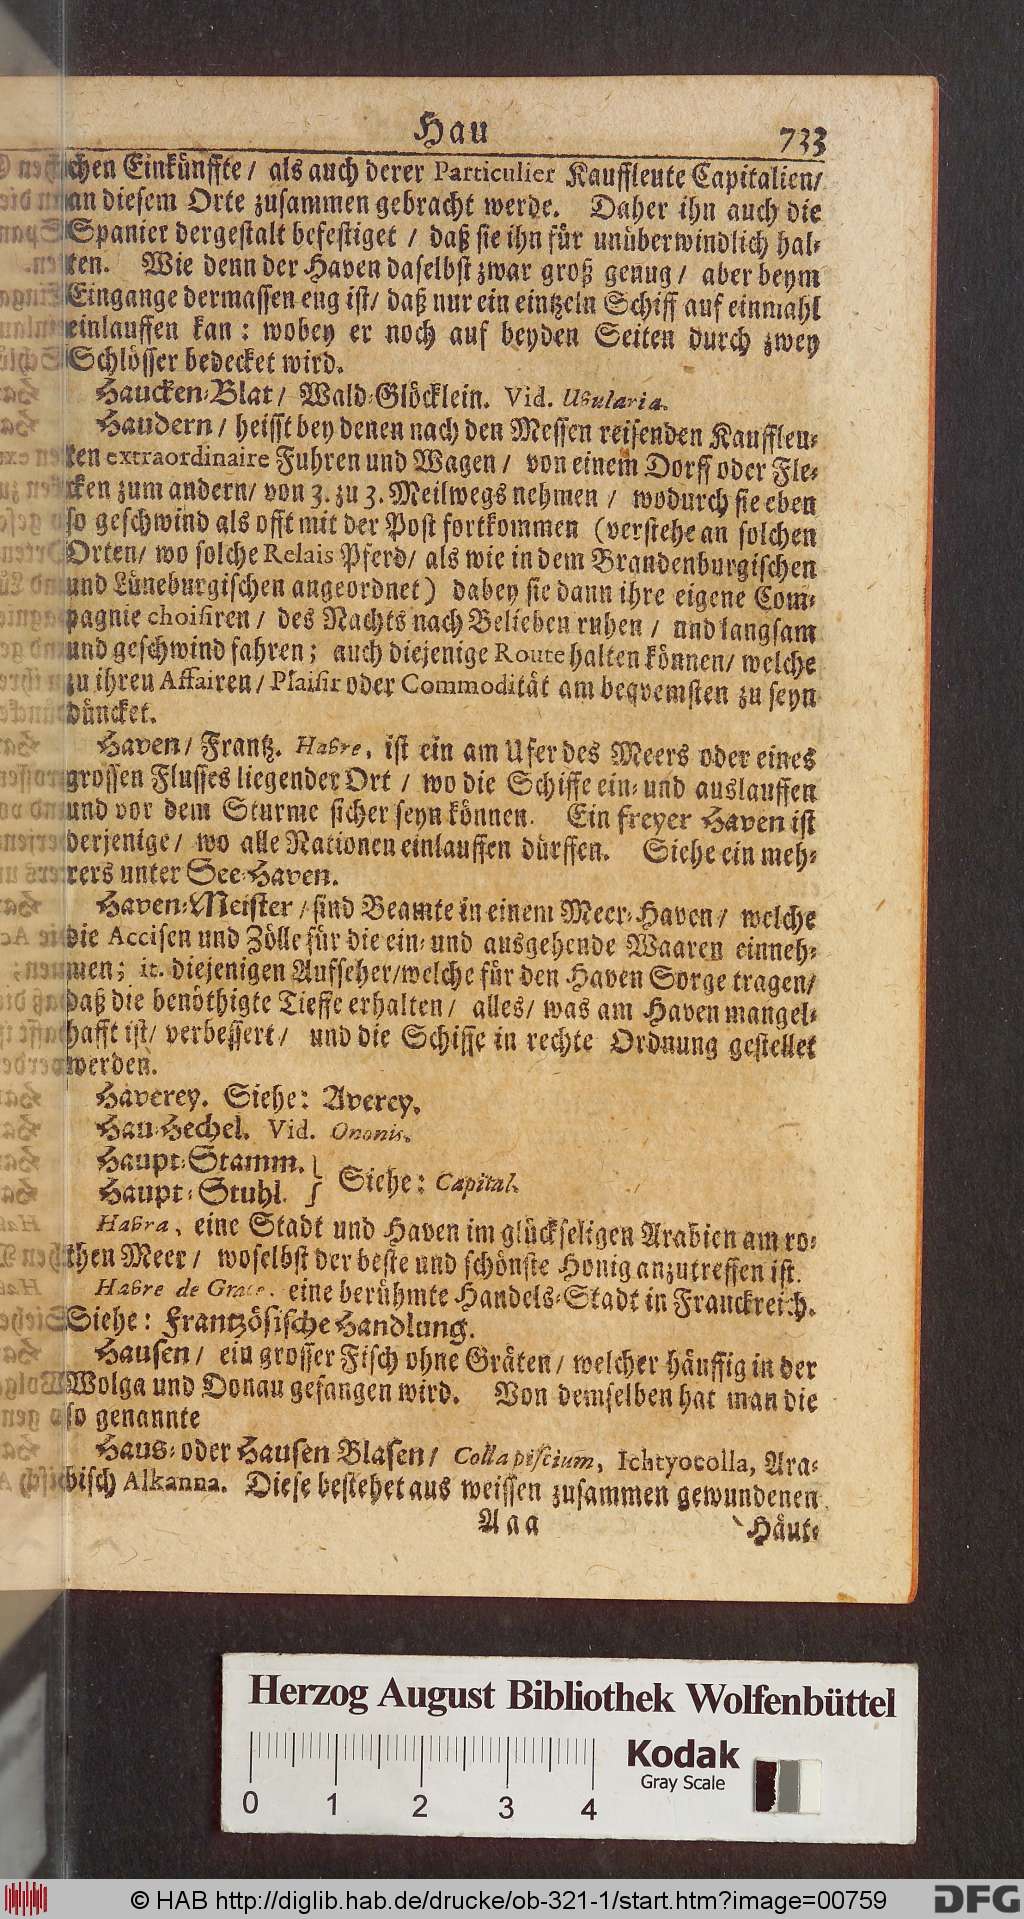 Hau 733
chen Einkünffte/ als auch derer Particulier Kauffleute Capitalien/
an diesem Orte zusammen gebracht werde. Daher ihn auch die
Spanier dergestalt befestiget / daß sie ihn für unüberwindlich hal-
ten. Wie denn der Haven daselbst zwar groß genug / aber beym
Eingange dermassen eng ist/ daß nur ein eintzeln Schiff auf einmahl
einlauffen kan: wobey er noch auf beyden Seiten durch zwey
Schlösser bedecket wird.
Haucken-Blat / Wald-Glöcklein. Vid. Uvularia.
Haudern / heisst bey denen nach den Messen reisenden Kauffleu-
ten extraordinaire Fuhren und Wagen / von einem Dorff oder Fle-
cken zum andern/ von 3. zu 3. Meilwegs nehmen / wodurch sie eben
so geschwind als offt mit der Post fortkommen (verstehe an solchen
Orten/ wo solche Relais Pferd/ als wie in dem Brandenburgischen
und Lüneburgischen angeordnet) dabey sie dann ihre eigene Com-
pagnie choisiren / des Nachts nach Belieben ruhen / und langsam
und geschwind fahren; auch diejenige Route halten können/ welche
zu ihren Affairen/ Plaisir oder Commodität am beqvemsten zu seyn
düncket.
Haven/ Frantz. Havre, ist ein am Ufer des Meers oder eines
grossen Flusses liegender Ort / wo die Schiffe ein- und auslauffen
und vor dem Sturme sicher seyn können. Ein freyer Haven ist
derjenige/ wo alle Nationen einlauffen dürffen. Siehe ein meh-
rers unter See-Haven.
Haven-Meister / sind Beamte in einem Meer-Haven / welche
die Accisen und Zölle für die ein- und ausgehende Waaren einneh-
men; it. diejenigen Aufseher/welche für den Haven Sorge tragen/
daß die benöthigte Tieffe erhalten / alles/ was am Haven mangel-
hafft ist/ verbessert / und die Schiffe in rechte Ordnung gestellet
werden.
Haverey. Siehe: Averey.
Hau-Hechel. Vid. Ononis.
Haupt-Stamm. }
Haupt-Stuhl. } Siehe: Capital.
Havra, eine Stadt und Haven im glückseligen Arabien am ro-
then Meer / woselbst der beste und schönste Honig anzutreffen ist.
Havre de Grace, eine berühmte Handels-Stadt in Franckreich.
Siehe: Frantzösische Handlung.
Hausen / ein grosser Fisch ohne Gräten / welcher häuffig in der
Wolga und Donau gefangen wird. Von demselben hat man die
so genannte
Haus- oder Hausen Blasen / Colla piscium, Ichtyocolla, Ara-
bisch Alkanna. Diese bestehet aus weissen zusammen gewundenen
Aaa Häut-
Herzog August Bibliothek Wolfenbüttel
Kodak
Gray Scale
0 1 2 3 4
© HAB http://diglib.hab.de/drucke/ob-321-1/start.htm?image=00759
DFG